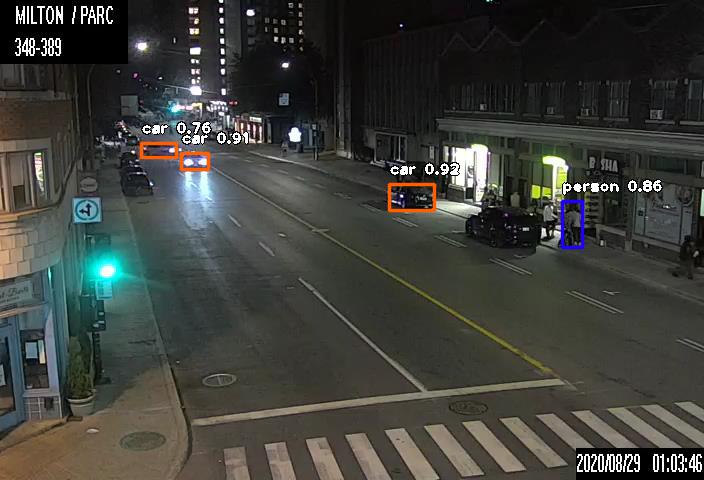 MILTON / PARC
348-389
car 0.76
car 0.91
car 0.92
person 0.86
2020/08/29 01:03:46